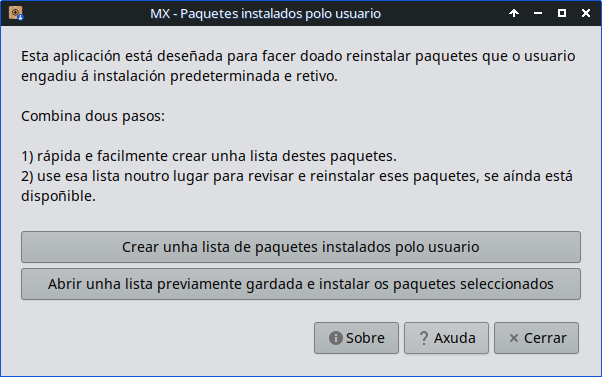 MX - Paquetes instalados polo usuario
Esta aplicación está deseñada para facer doado reinstalar paquetes que o usuario
engadiu á instalación predeterminada e retivo.
Combina dous pasos:
1) rápida e facilmente crear unha lista destes paquetes.
2) use esa lista noutro lugar para revisar e reinstalar eses paquetes, se aínda está
dispoñible.
Crear unha lista de paquetes instalados polo usuario
Abrir unha lista previamente gardada e instalar os paquetes seleccionados
Sobre
? Axuda
Cerrar